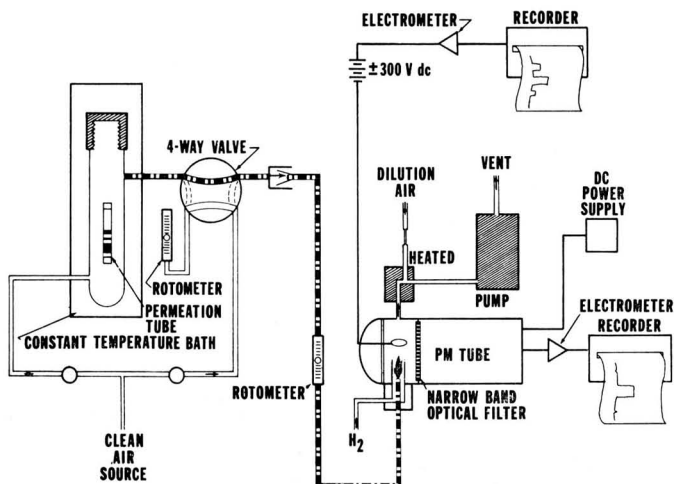 ELECTROMETER
RECORDER
±300 V dc
4-WAY VALVE
DILUTION
AIR
VENT
DC
POWER
SUPPLY
HEATED
ROTOMETER
PUMP
PERMEATION
TUBE
CONSTANT TEMPERATURE BATH
ELECTROMETER
RECORDER
PM TUBE
ROTOMETER
NARROW BAND
OPTICAL FILTER
H2
CLEAN
AIR
SOURCE